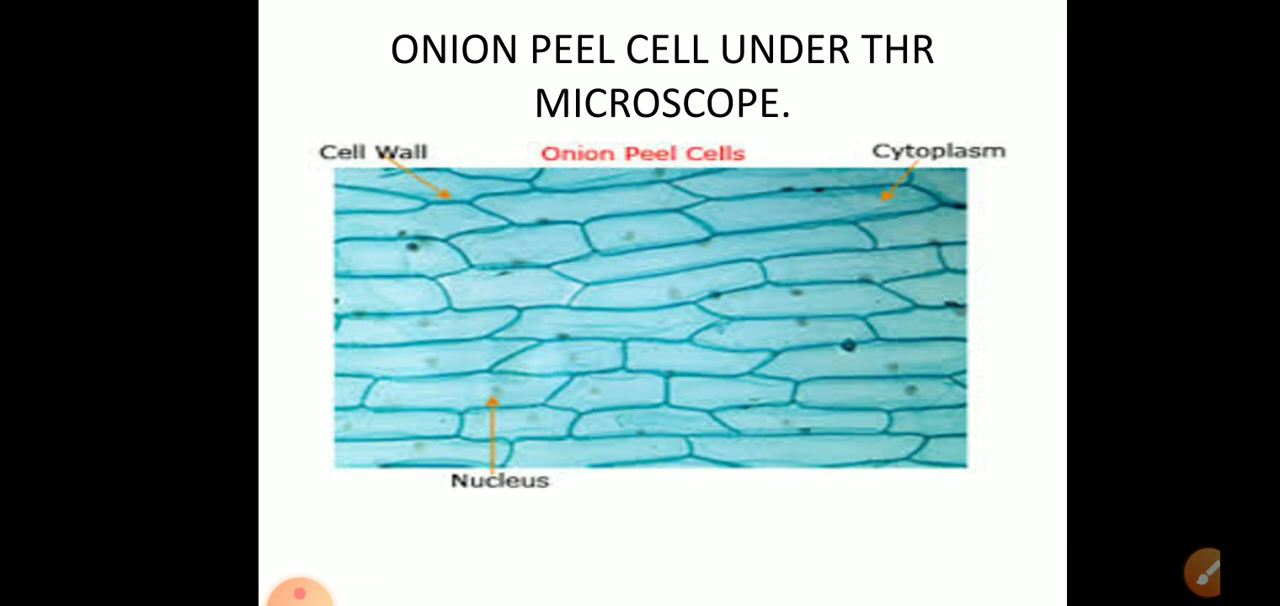 ONION PEEL CELL UNDER THR
MICROSCOPE.
Cell Wall
Onion Peel Cells
Cytoplasm
Nucleus